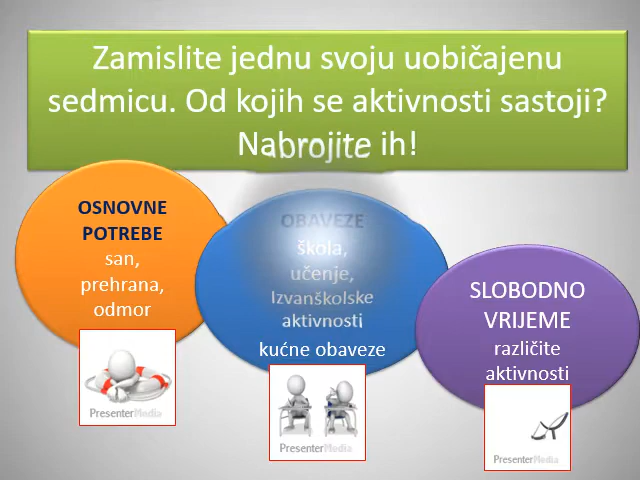 Zamislite jednu svoju uobičajenu
sedmicu. Od kojih se aktivnosti sastoji?
Nabrojite ih!
OSNOVNE
POTREBE
san,
prehrana,
odmor
OBAVEZE
škola,
učenje,
Izvanškolske
aktivnosti
kućne obaveze
SLOBODNO
VRIJEME
različite
aktivnosti
PresenterMedia
PresenterMedia
PresenterMedia